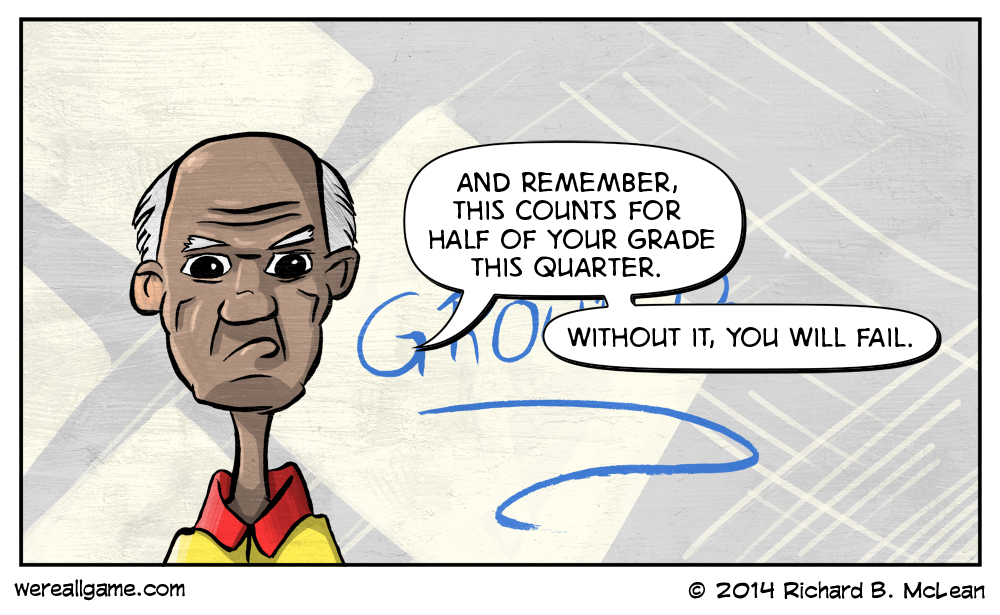 AND REMEMBER,
THIS COUNTS FOR
HALF OF YOUR GRADE
THIS QUARTER.
WITHOUT IT, YOU WILL FAIL.
wereallgame.com
© 2014 Richard B. McLean